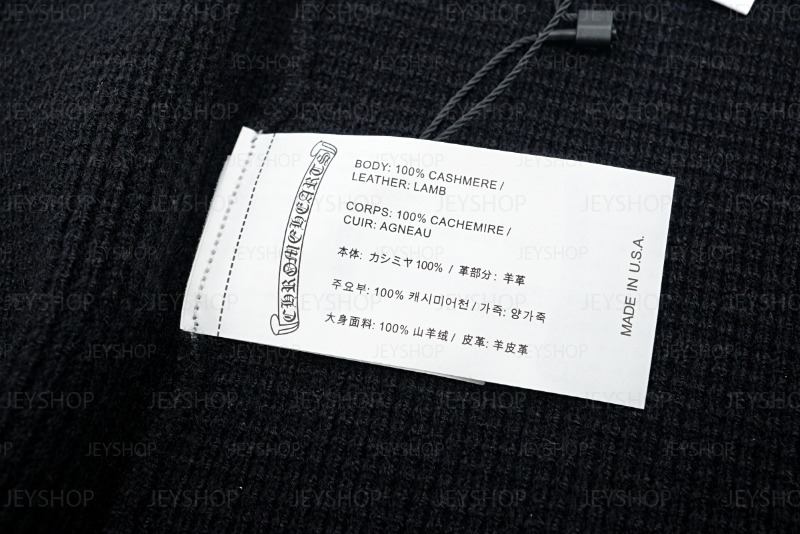 CHROME HEARTS
BODY: 100% CASHMERE /
LEATHER: LAMB
CORPS: 100% CACHEMIRE /
CUIR: AGNEAU
本体: カシミヤ100% / 革部分: 羊革
주요부: 100% 캐시미어천 / 가죽: 양가죽
大身面料: 100% 山羊绒 / 皮革: 羊皮革
MADE IN U.S.A.
JEYSHOP